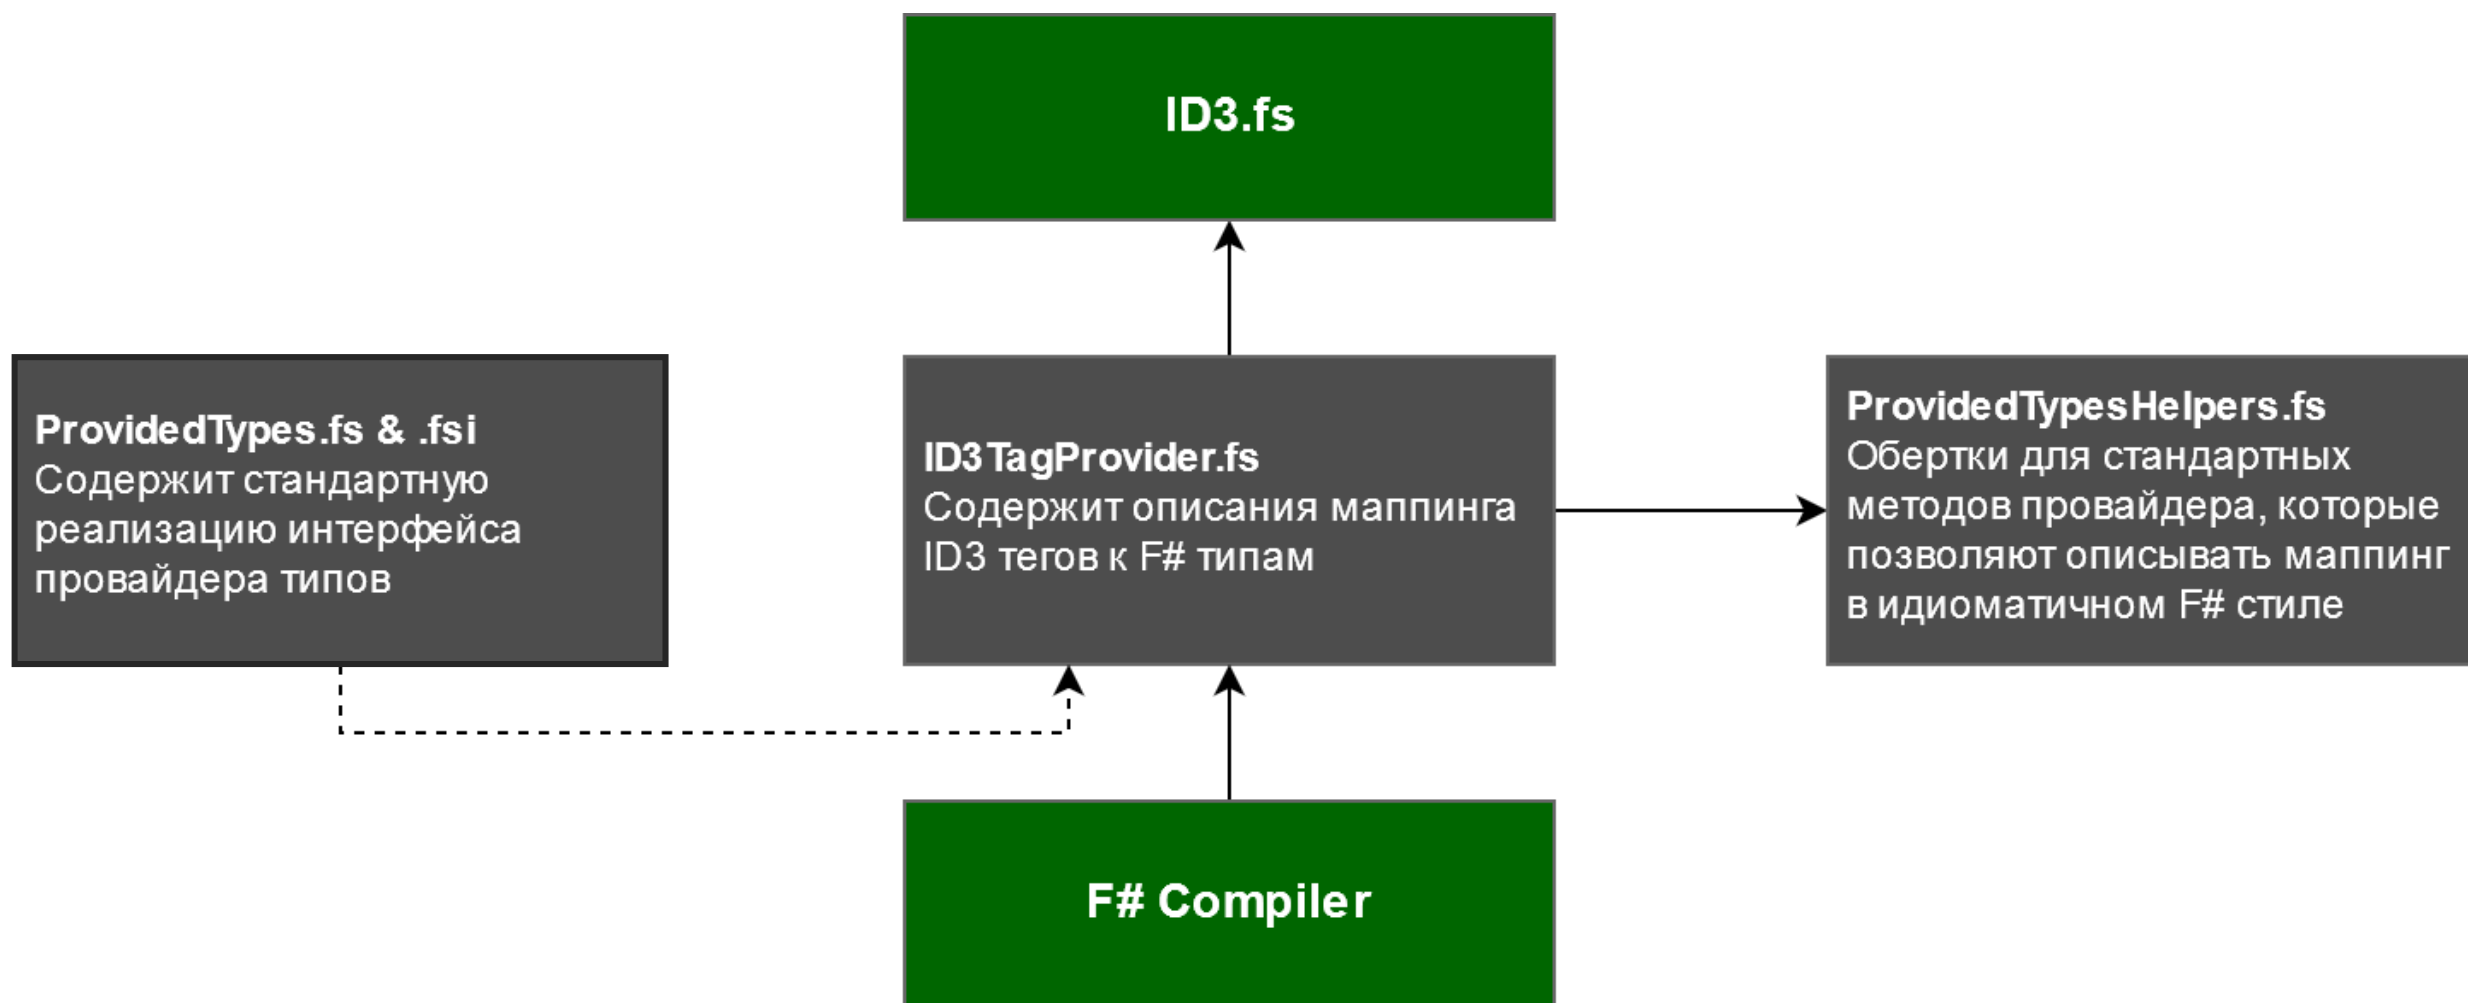 ID3.fs
ProvidedTypes.fs & .fsi
Содержит стандартную
реализацию интерфейса
провайдера типов
ID3TagProvider.fs
Содержит описания маппинга
ID3 тегов к F# типам
ProvidedTypesHelpers.fs
Обертки для стандартных
методов провайдера, которые
позволяют описывать маппинг
в идиоматичном F# стиле
F# Compiler